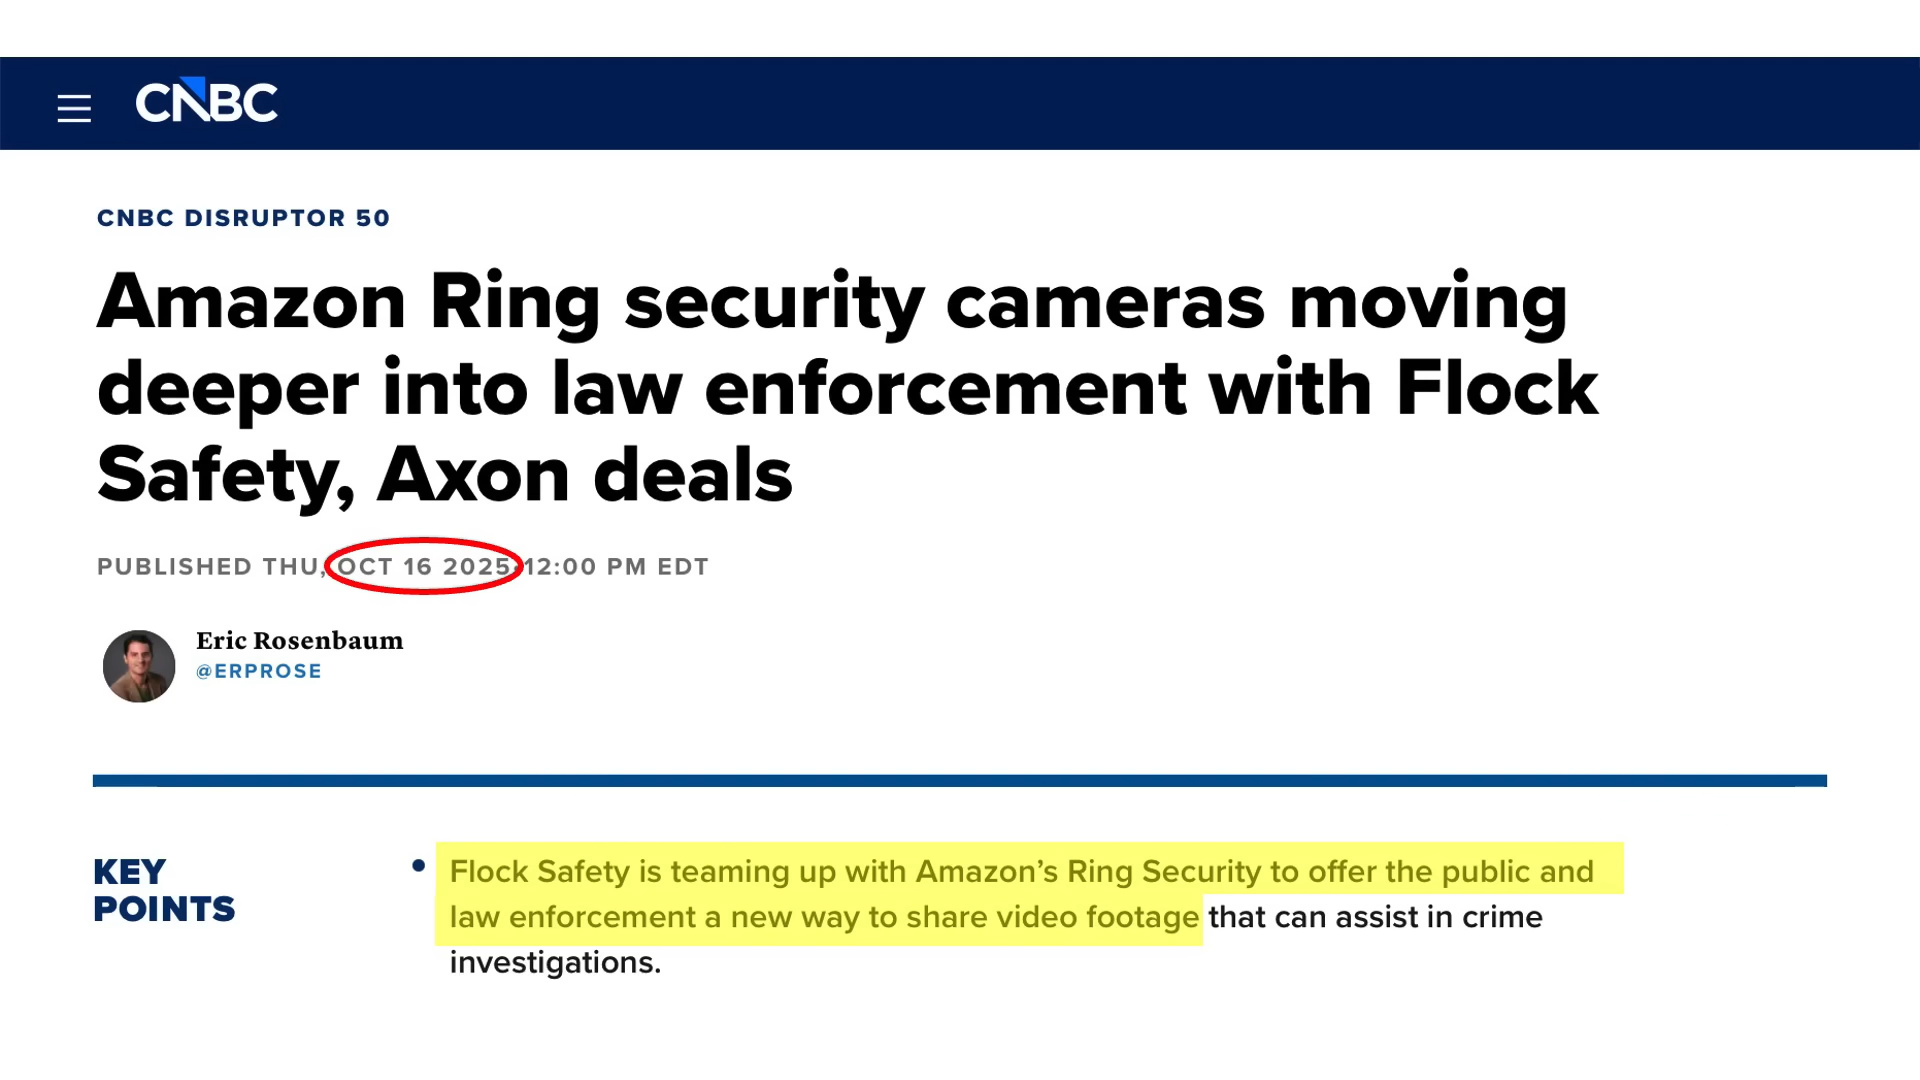 CNBC
CNBC DISRUPTOR 50
Amazon Ring security cameras moving
deeper into law enforcement with Flock
Safety, Axon deals
PUBLISHED THU, OCT 16 2025 12:00 PM EDT
Eric Rosenbaum
@ERPROSE
KEY
POINTS
• Flock Safety is teaming up with Amazon’s Ring Security to offer the public and
law enforcement a new way to share video footage that can assist in crime
investigations.